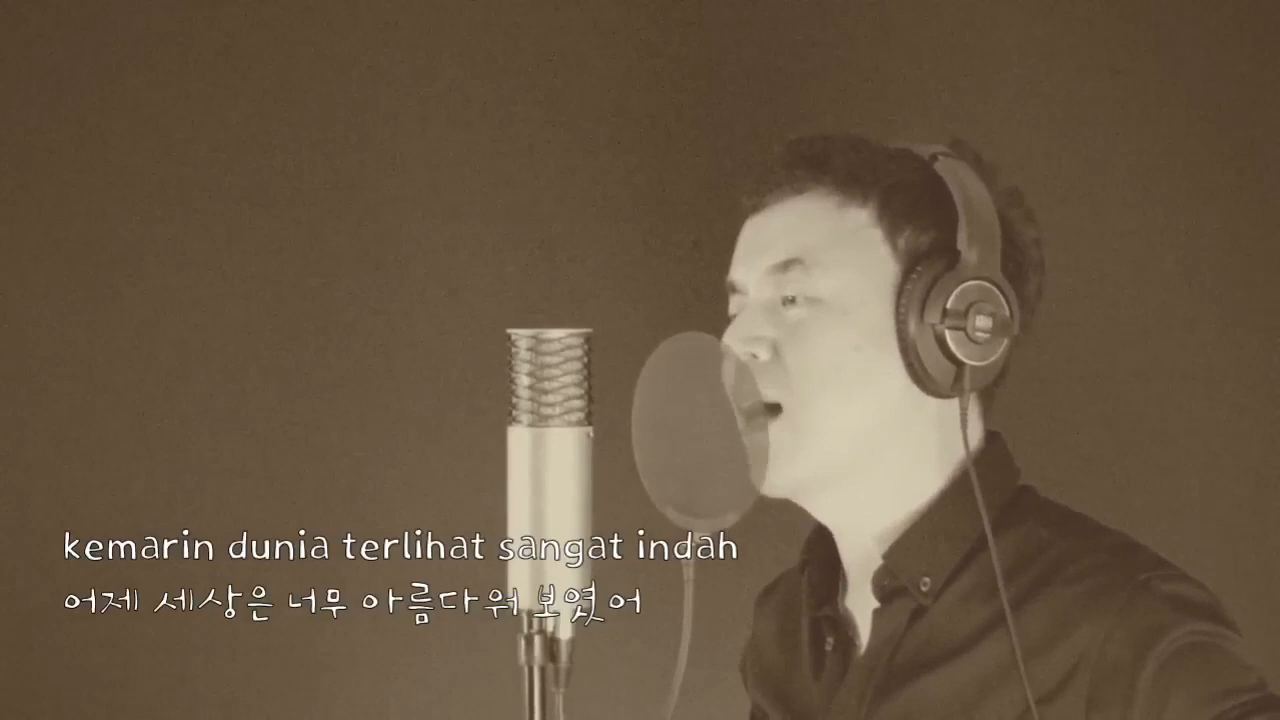 kemarin dunia terlihat sangat indah
어제 세상은 너무 아름다워 보였어